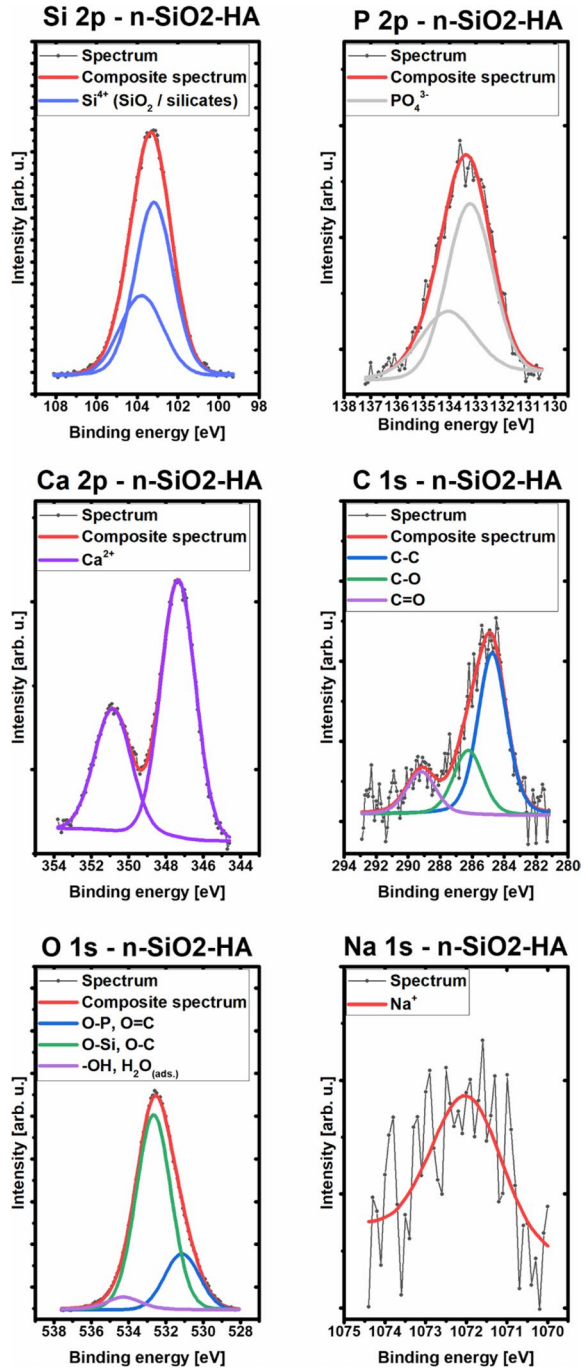 Si 2p - n-SiO2-HA
Spectrum
Composite spectrum
Si⁴⁺ (SiO₂ / silicates)
Intensity [arb. u.]
108 106 104 102 100 98
Binding energy [eV]
P 2p - n-SiO2-HA
Spectrum
Composite spectrum
PO₄³⁻
Intensity [arb. u.]
138 137 136 135 134 133 132 131 130
Binding energy [eV]
Ca 2p - n-SiO2-HA
Spectrum
Composite spectrum
Ca²⁺
Intensity [arb. u.]
354 352 350 348 346 344
Binding energy [eV]
C 1s - n-SiO2-HA
Spectrum
Composite spectrum
C-C
C-O
C=O
Intensity [arb. u.]
294 292 290 288 286 284 282 280
Binding energy [eV]
O 1s - n-SiO2-HA
Spectrum
Composite spectrum
O-P, O=C
O-Si, O-C
-OH, H₂O(ads.)
Intensity [arb. u.]
538 536 534 532 530 528
Binding energy [eV]
Na 1s - n-SiO2-HA
Spectrum
Na⁺
Intensity [arb. u.]
1075 1074 1073 1072 1071 1070
Binding energy [eV]